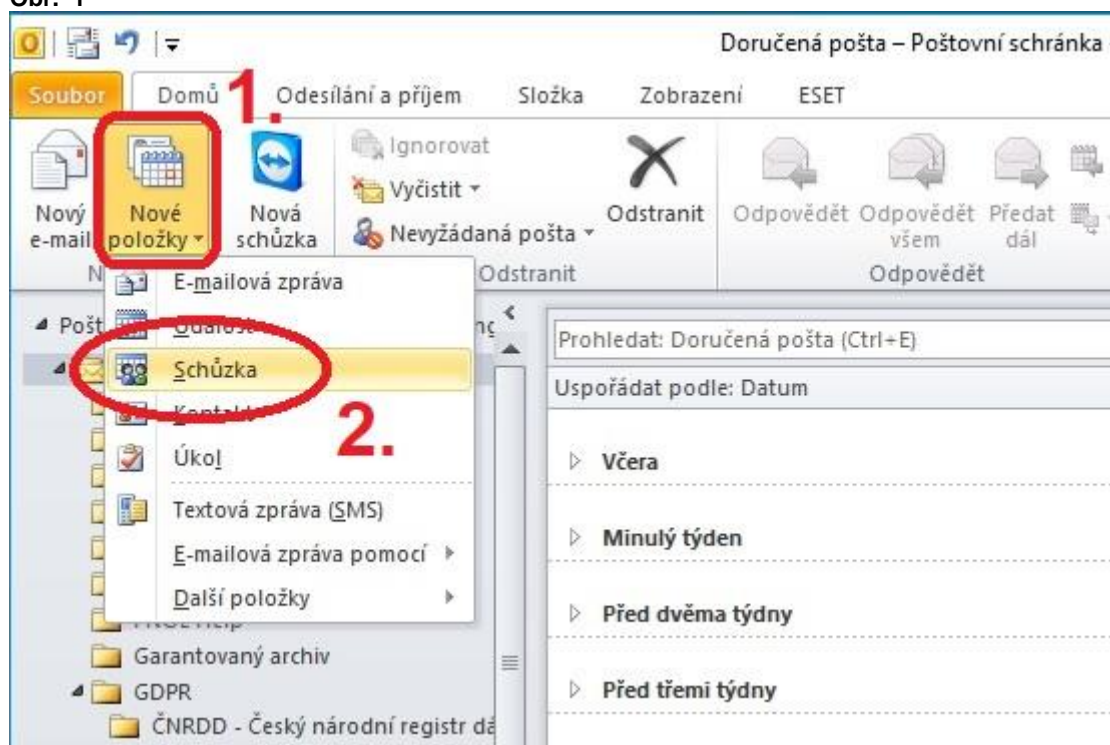 Doručená pošta – Poštovní schránka
Soubor Domů Odesílání a příjem Složka Zobrazení ESET
1.
Nový e-mail
Nové položky
Nová schůzka
Ignorovat
Vyčistit
Nevyžádaná pošta
Odstranit
Odpovědět
Odpovědět všem
Předat dál
Odstranit
Odpovědět
E-mailová zpráva
Schůzka
2.
Úkol
Textová zpráva (SMS)
E-mailová zpráva pomocí
Další položky
Garantovaný archiv
GDPR
ČNRDD - Český národní registr
Prohledat: Doručená pošta (Ctrl+E)
Uspořádat podle: Datum
Včera
Minulý týden
Před dvěma týdny
Před třemi týdny